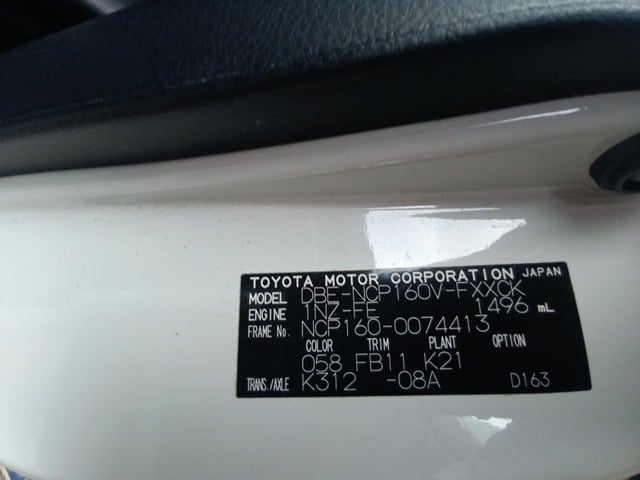 TOYOTA MOTOR CORPORATION JAPAN
MODEL DBE-NCP160V-FXXCK
ENGINE 1NZ-FE 1496 mL
FRAME No. NCP160-0074413
COLOR TRIM PLANT OPTION
058 FB11 K21
TRANS./AXLE K312 -08A D163